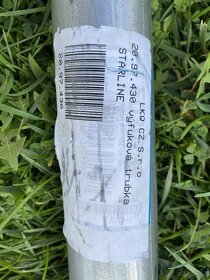 LKQ CZ s.r.o.
20.97.430 výfuková trubka
STARLINE
20.97.430